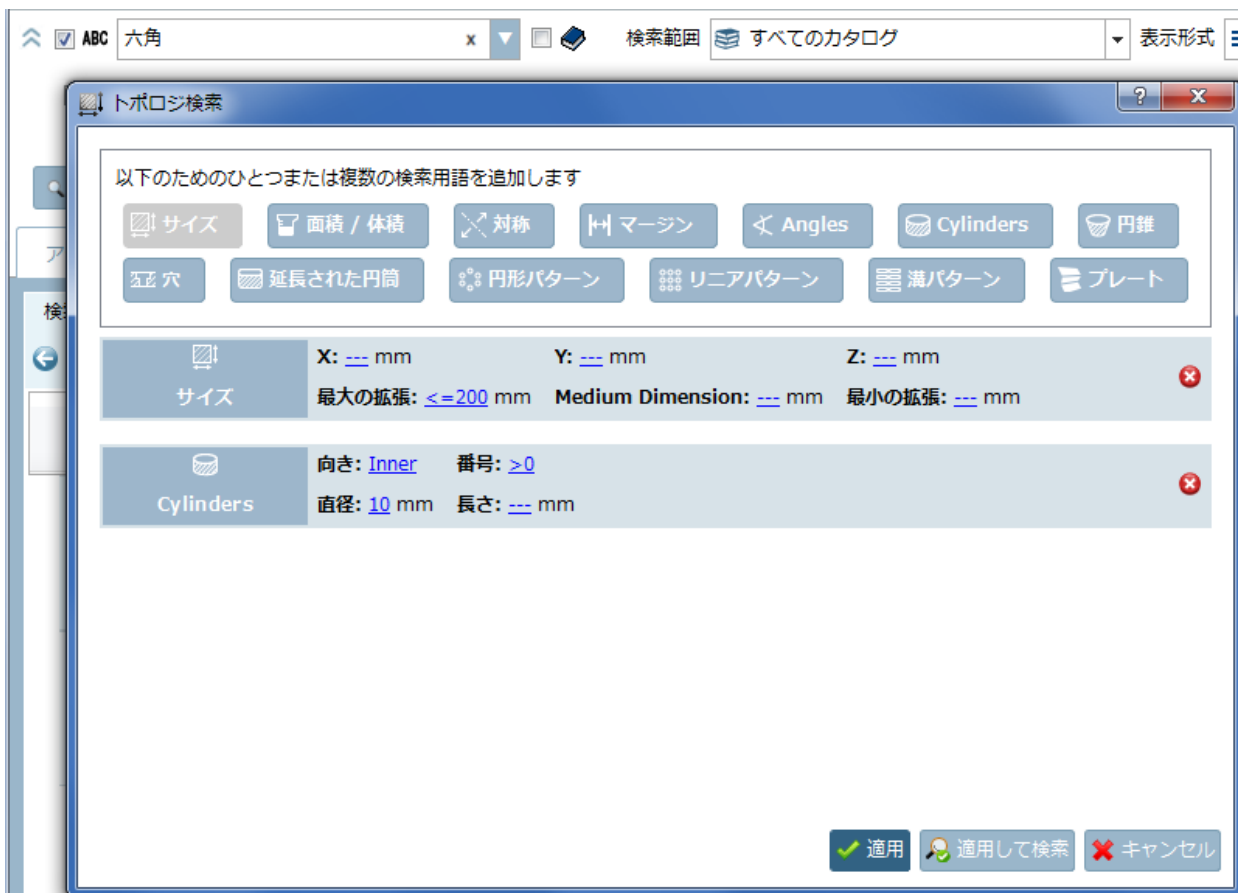 ABC 六角 x 検索範囲 すべてのカタログ 表示形式
トポロジ検索 ? X
以下のためのひとつまたは複数の検索用語を追加します
サイズ 面積 / 体積 対称 マージン Angles Cylinders 円錐
穴 延長された円筒 円形パターン リニアパターン 溝パターン プレート
ア
検
X: --- mm Y: --- mm Z: --- mm
サイズ 最大の拡張: <=200 mm Medium Dimension: --- mm 最小の拡張: --- mm
向き: Inner 番号: >0
Cylinders 直径: 10 mm 長さ: --- mm
適用 適用して検索 キャンセル